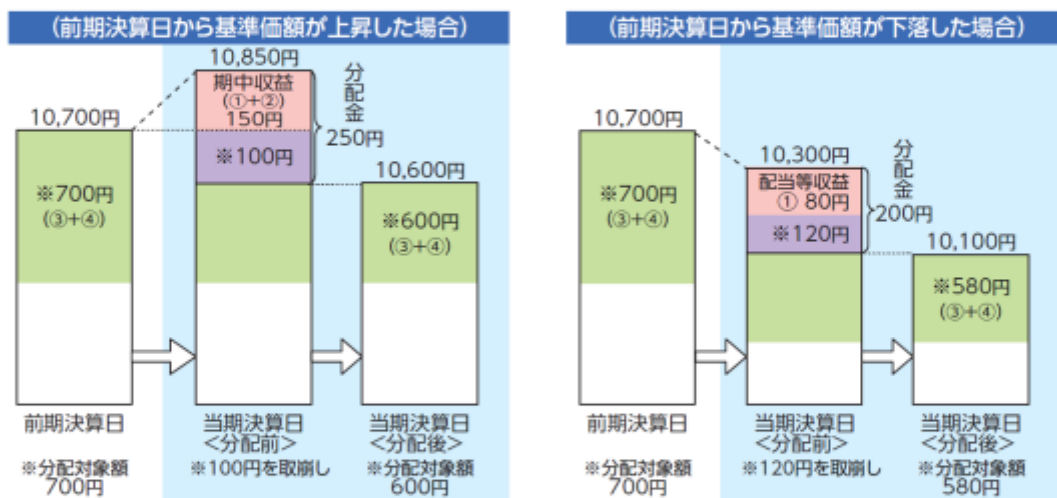 (前期決算日から基準価額が上昇した場合)
10,850円
期中収益
(①+②)
150円
分配金
250円
10,700円
※100円
10,600円
※700円
(③+④)
※600円
(③+④)
前期決算日
当期決算日
<分配前>
当期決算日
<分配後>
※分配対象額
700円
※100円を取崩し
※分配対象額
600円
(前期決算日から基準価額が下落した場合)
10,700円
10,300円
配当等収益
① 80円
分配金
200円
※700円
(③+④)
※120円
10,100円
※580円
(③+④)
前期決算日
当期決算日
<分配前>
当期決算日
<分配後>
※分配対象額
700円
※120円を取崩し
※分配対象額
580円